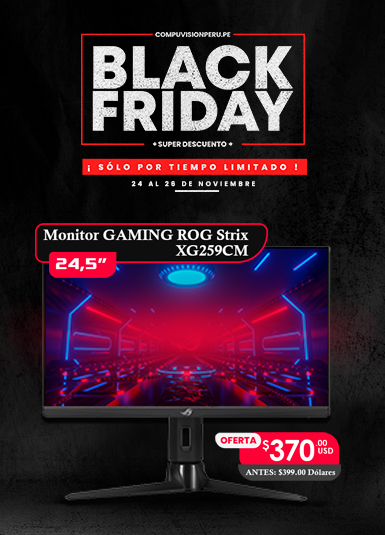 COMPUVISIONPERU.PE
BLACK
FRIDAY
SUPER DESCUENTO
¡ SÓLO POR TIEMPO LIMITADO !
24 AL 26 DE NOVIEMBRE
Monitor GAMING ROG Strix
XG259CM
24,5”
OFERTA $370.00 USD
ANTES: $399.00 Dólares